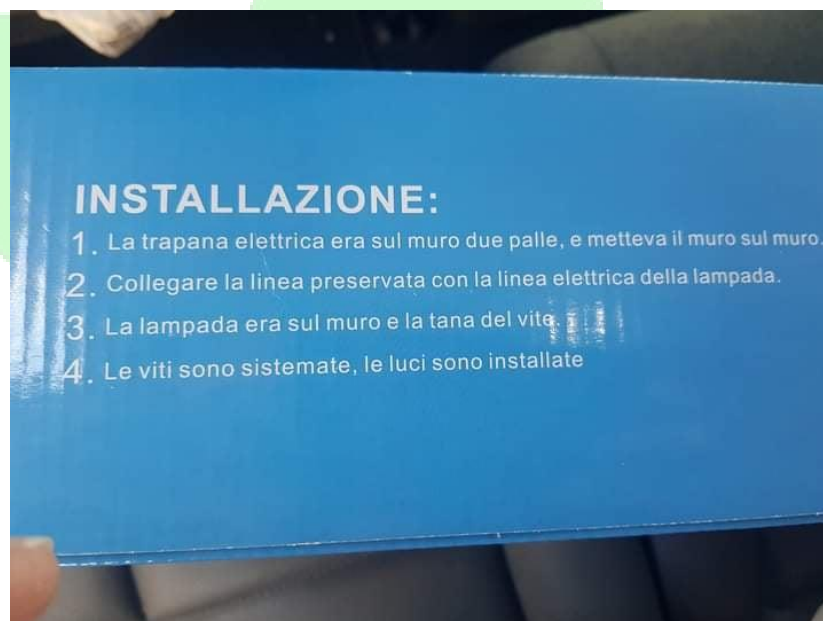 INSTALLAZIONE:
1. La trapana elettrica era sul muro due palle, e metteva il muro sul muro.
2. Collegare la linea preservata con la linea elettrica della lampada.
3. La lampada era sul muro e la tana del vite.
4. Le viti sono sistemate, le luci sono installate